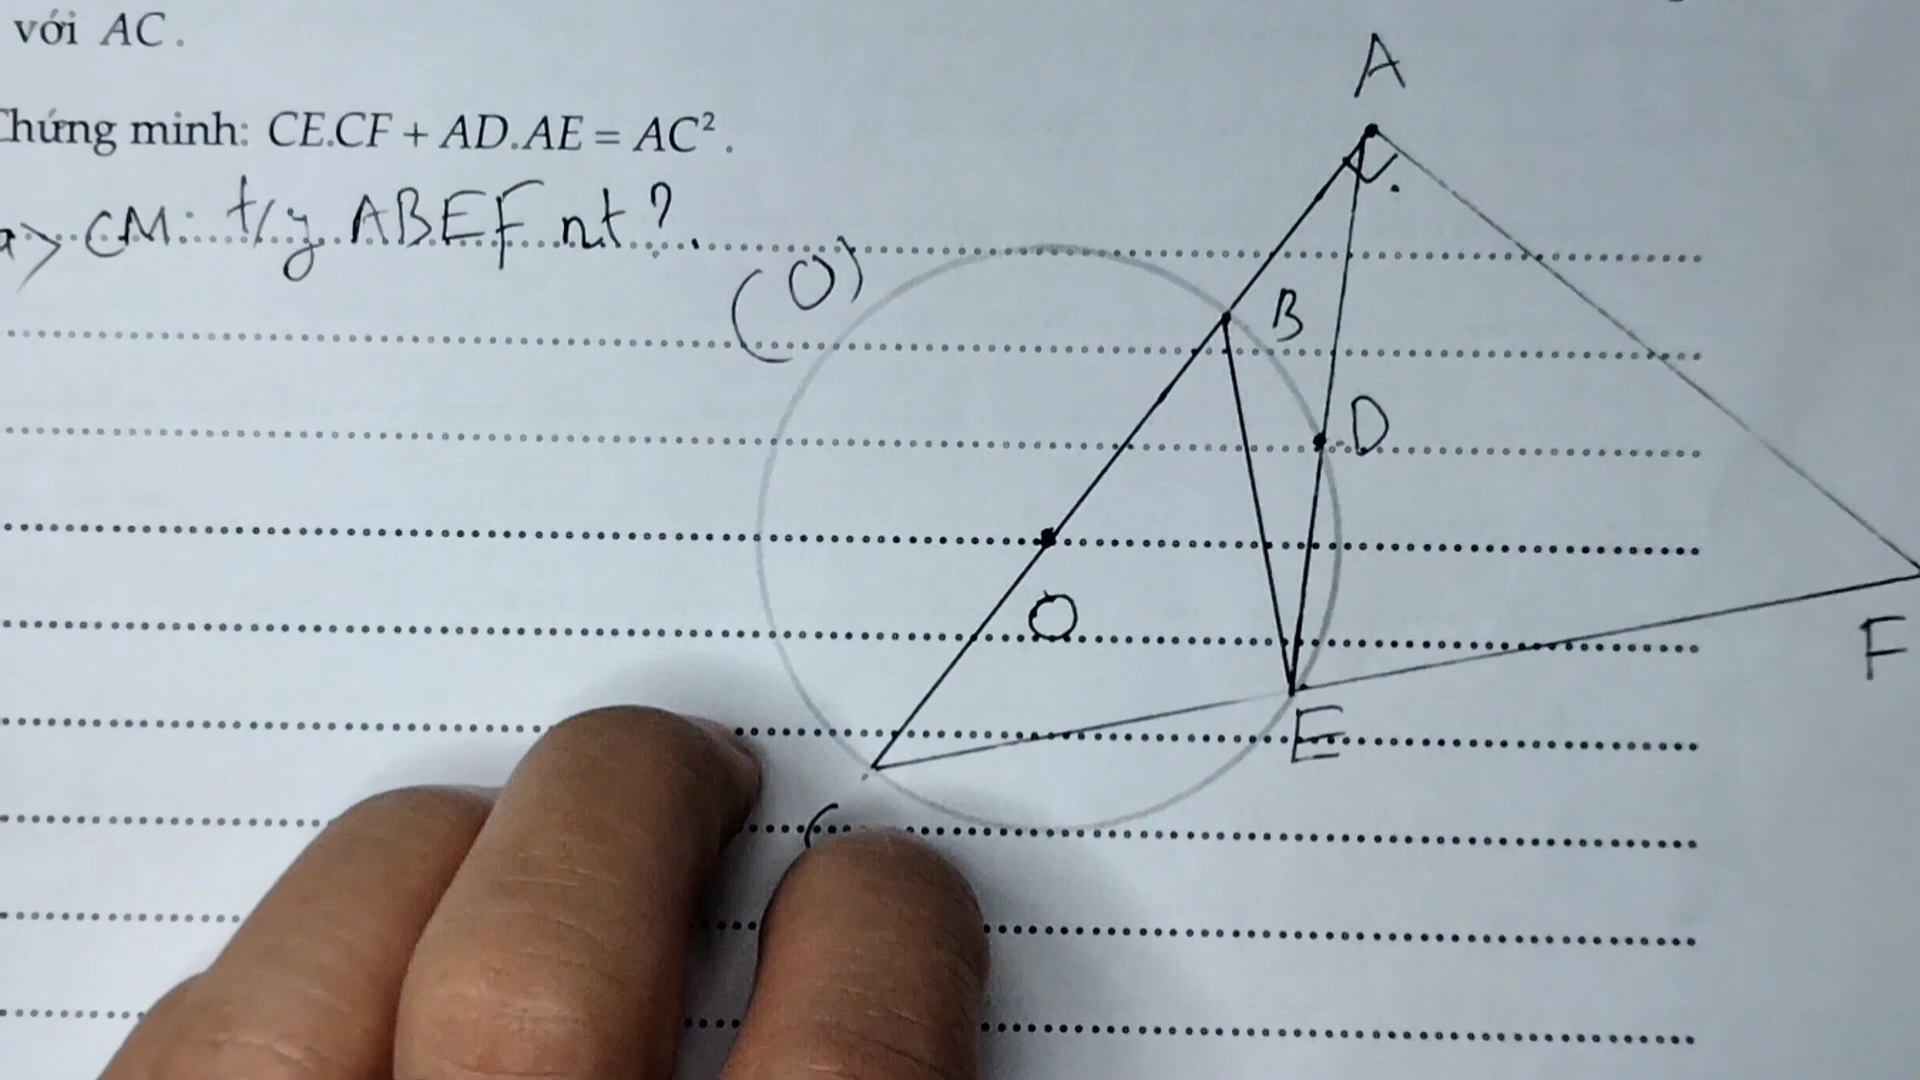 với AC.
Chứng minh: CE.CF + AD.AE = AC².
a> CM: t/g ABEF nt?
(O)
A
B
D
O
F
E
C